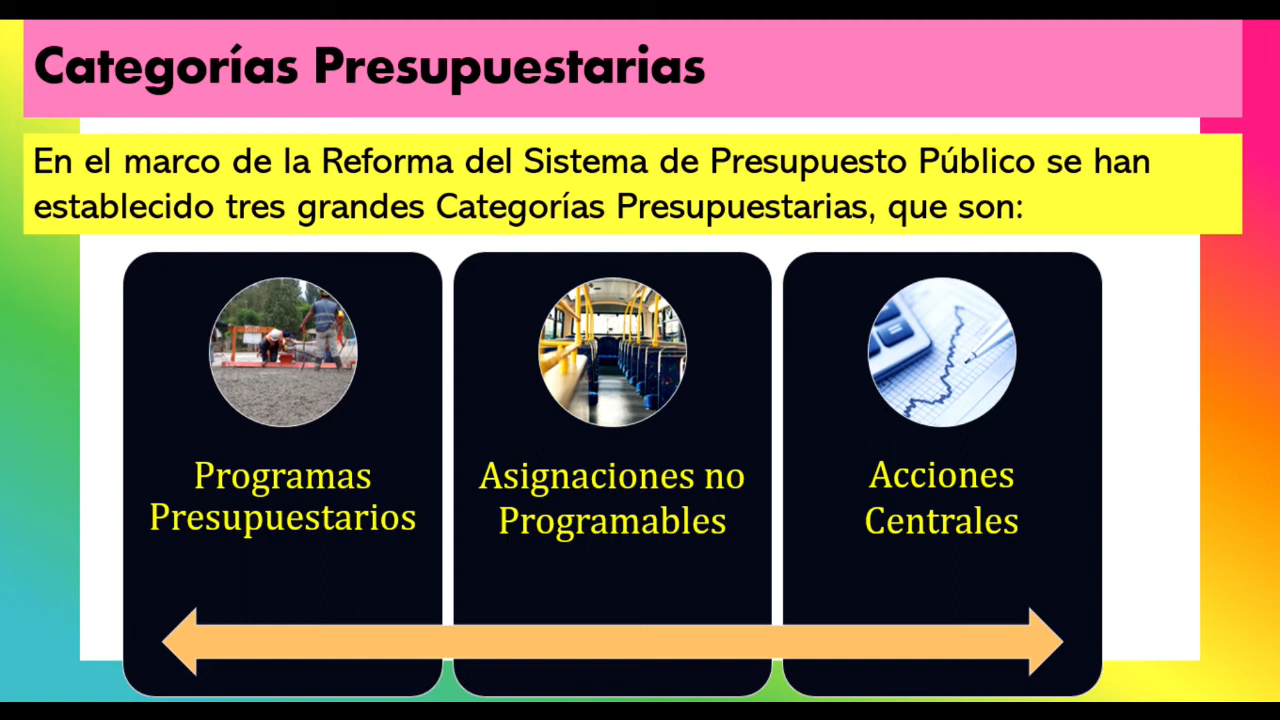 Categorías Presupuestarias
En el marco de la Reforma del Sistema de Presupuesto Público se han
establecido tres grandes Categorías Presupuestarias, que son:
Programas
Presupuestarios
Asignaciones no
Programables
Acciones
Centrales